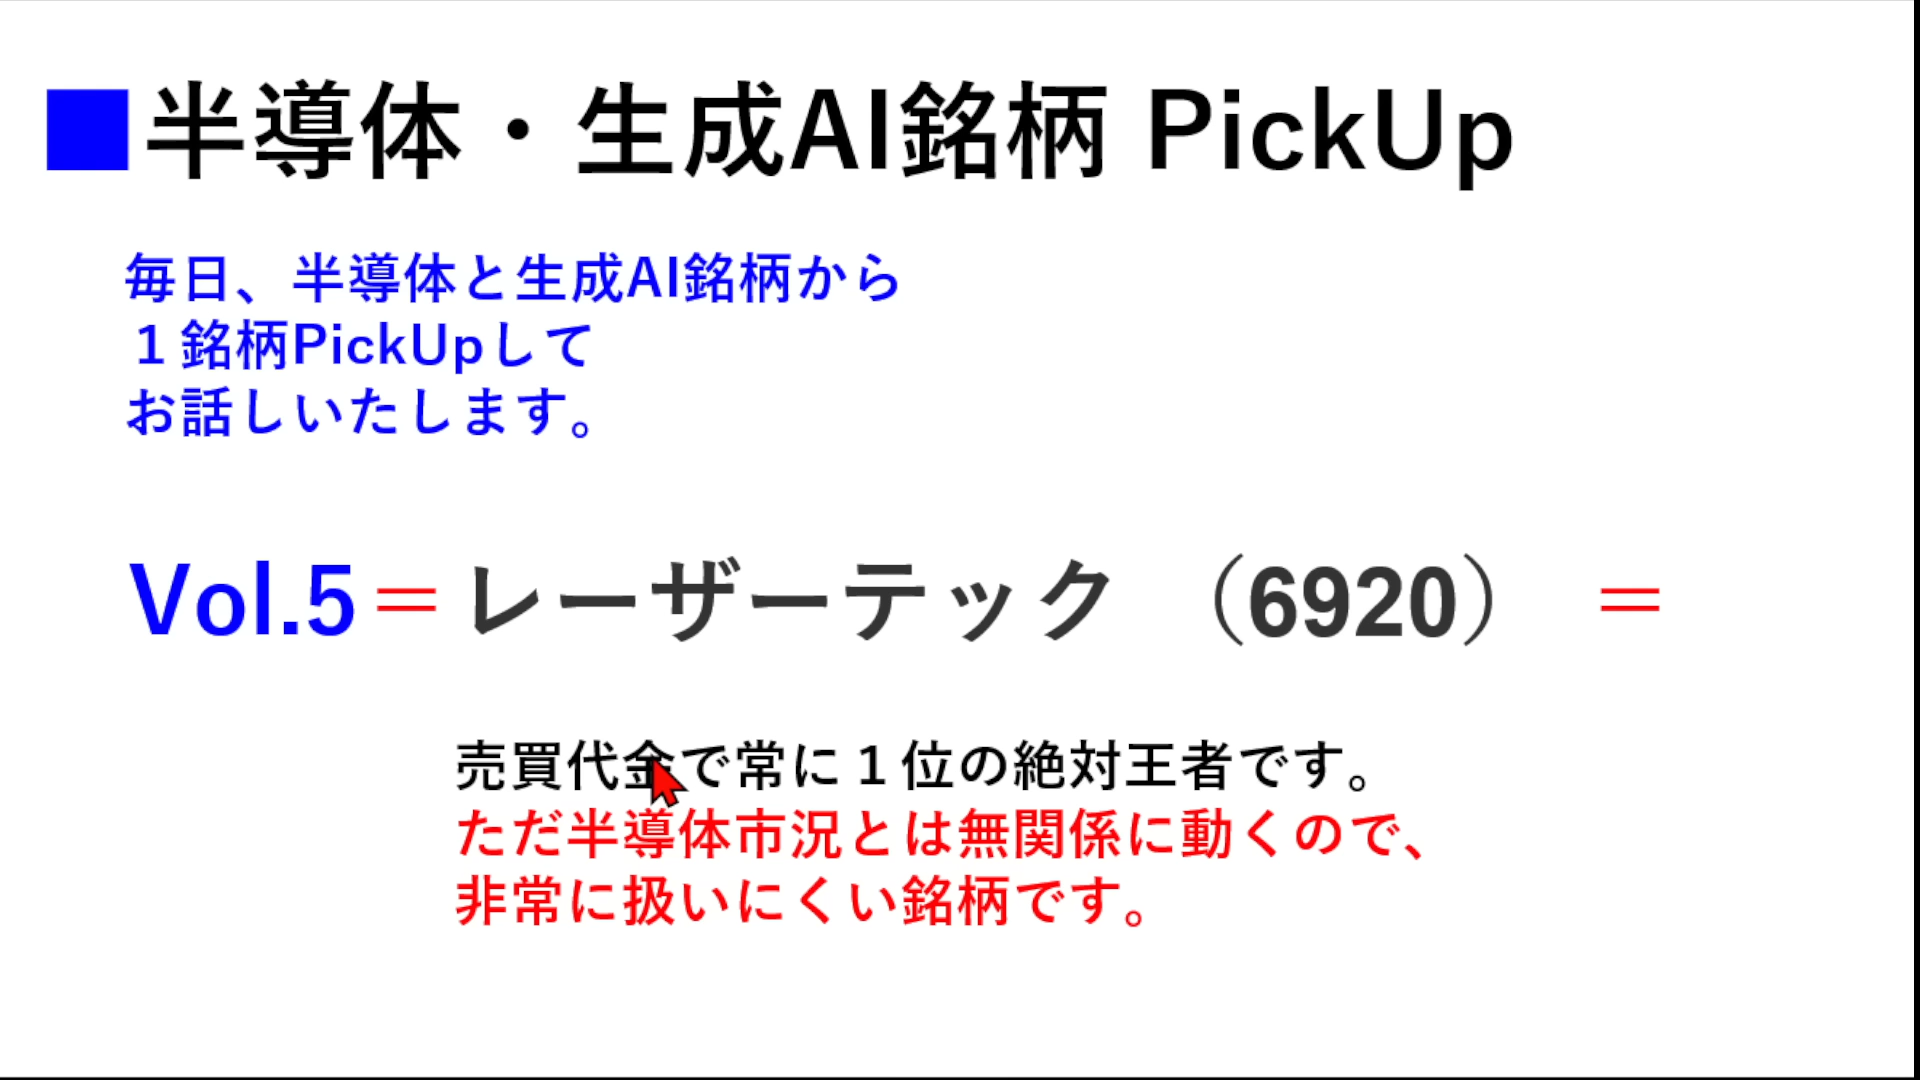 ■半導体・生成AI銘柄 PickUp
毎日、半導体と生成AI銘柄から
１銘柄PickUpして
お話しいたします。
Vol.5＝レーザーテック （6920） ＝
売買代金で常に１位の絶対王者です。
ただ半導体市況とは無関係に動くので、
非常に扱いにくい銘柄です。